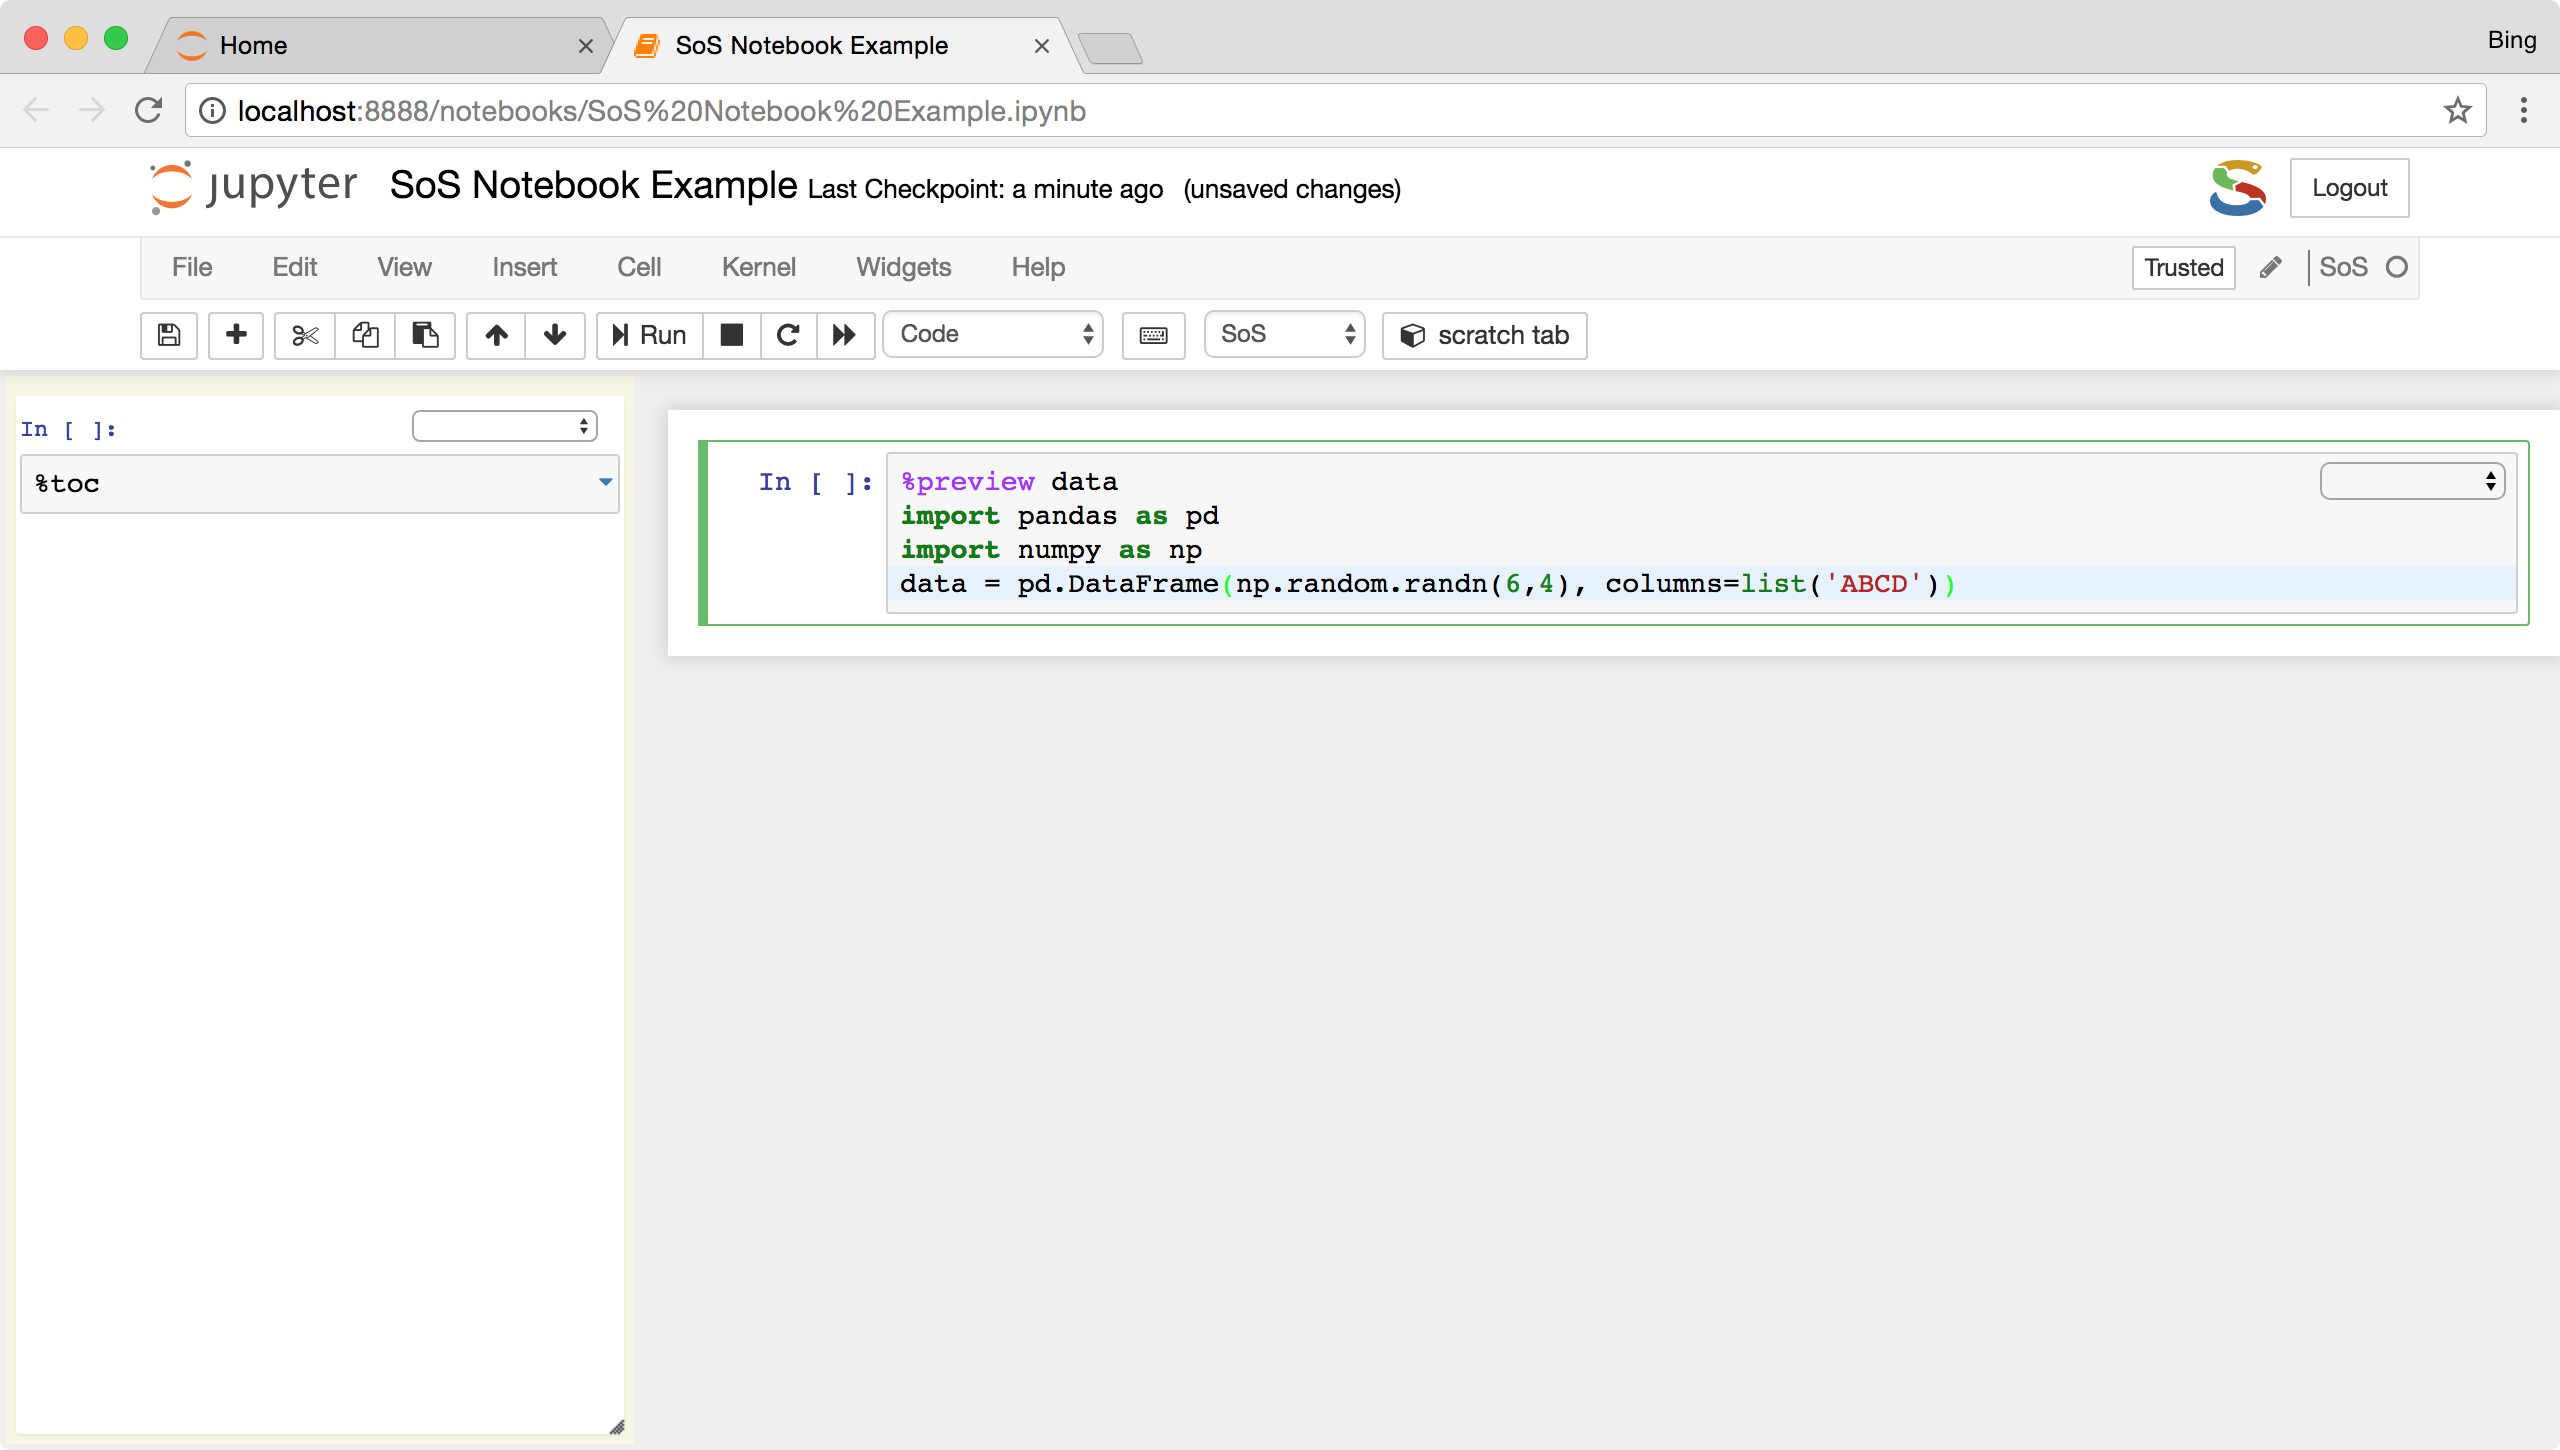 Home
SoS Notebook Example
Bing
localhost:8888/notebooks/SoS%20Notebook%20Example.ipynb
jupyter SoS Notebook Example Last Checkpoint: a minute ago (unsaved changes)
Logout
File Edit View Insert Cell Kernel Widgets Help
Trusted SoS
Run Code SoS scratch tab
In [ ]:
%toc
In [ ]: %preview data
import pandas as pd
import numpy as np
data = pd.DataFrame(np.random.randn(6,4), columns=list('ABCD'))